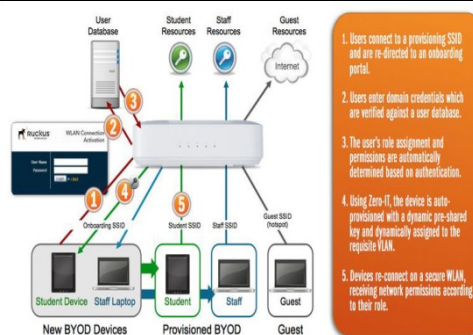 User
Database
Student
Resources
Staff
Resources
Guest
Resources
Internet
3
2
RUCKUS
WLAN Connection
Activation
User Name
Password
1
4
5
Onboarding SSID
Student SSID
Staff SSID
Guest SSID
(hotspot)
Student Device
Staff Laptop
Student
Staff
Guest
New BYOD Devices
Provisioned BYOD
Guest
1. Users connect to a provisioning SSID
and are re-directed to an onboarding
portal.
2. Users enter domain credentials which
are verified against a user database.
3. The user's role assignment and
permissions are automatically
determined based on authentication.
4. Using Zero-IT, the device is auto-
provisioned with a dynamic pre-shared
key and dynamically assigned to the
requisite VLAN.
5. Devices re-connect on a secure WLAN,
receiving network permissions according
to their role.